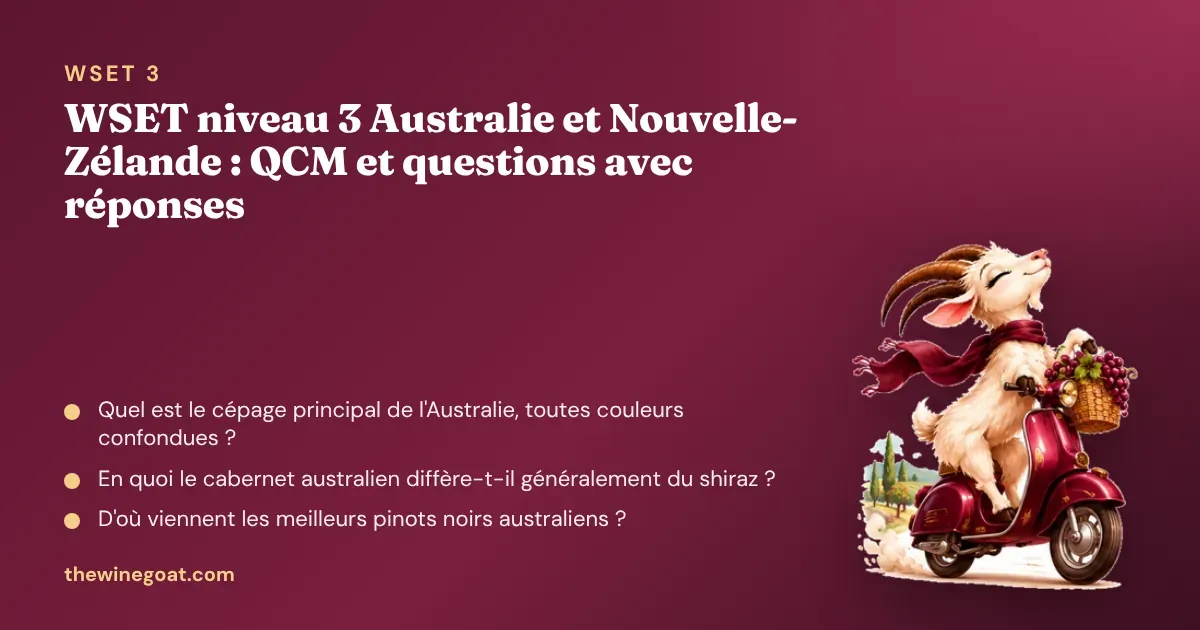 WSET 3
WSET niveau 3 Australie et Nouvelle-
Zélande : QCM et questions avec
réponses
Quel est le cépage principal de l'Australie, toutes couleurs
confondues ?
En quoi le cabernet australien diffère-t-il généralement du shiraz ?
D'où viennent les meilleurs pinots noirs australiens ?
thewinegoat.com